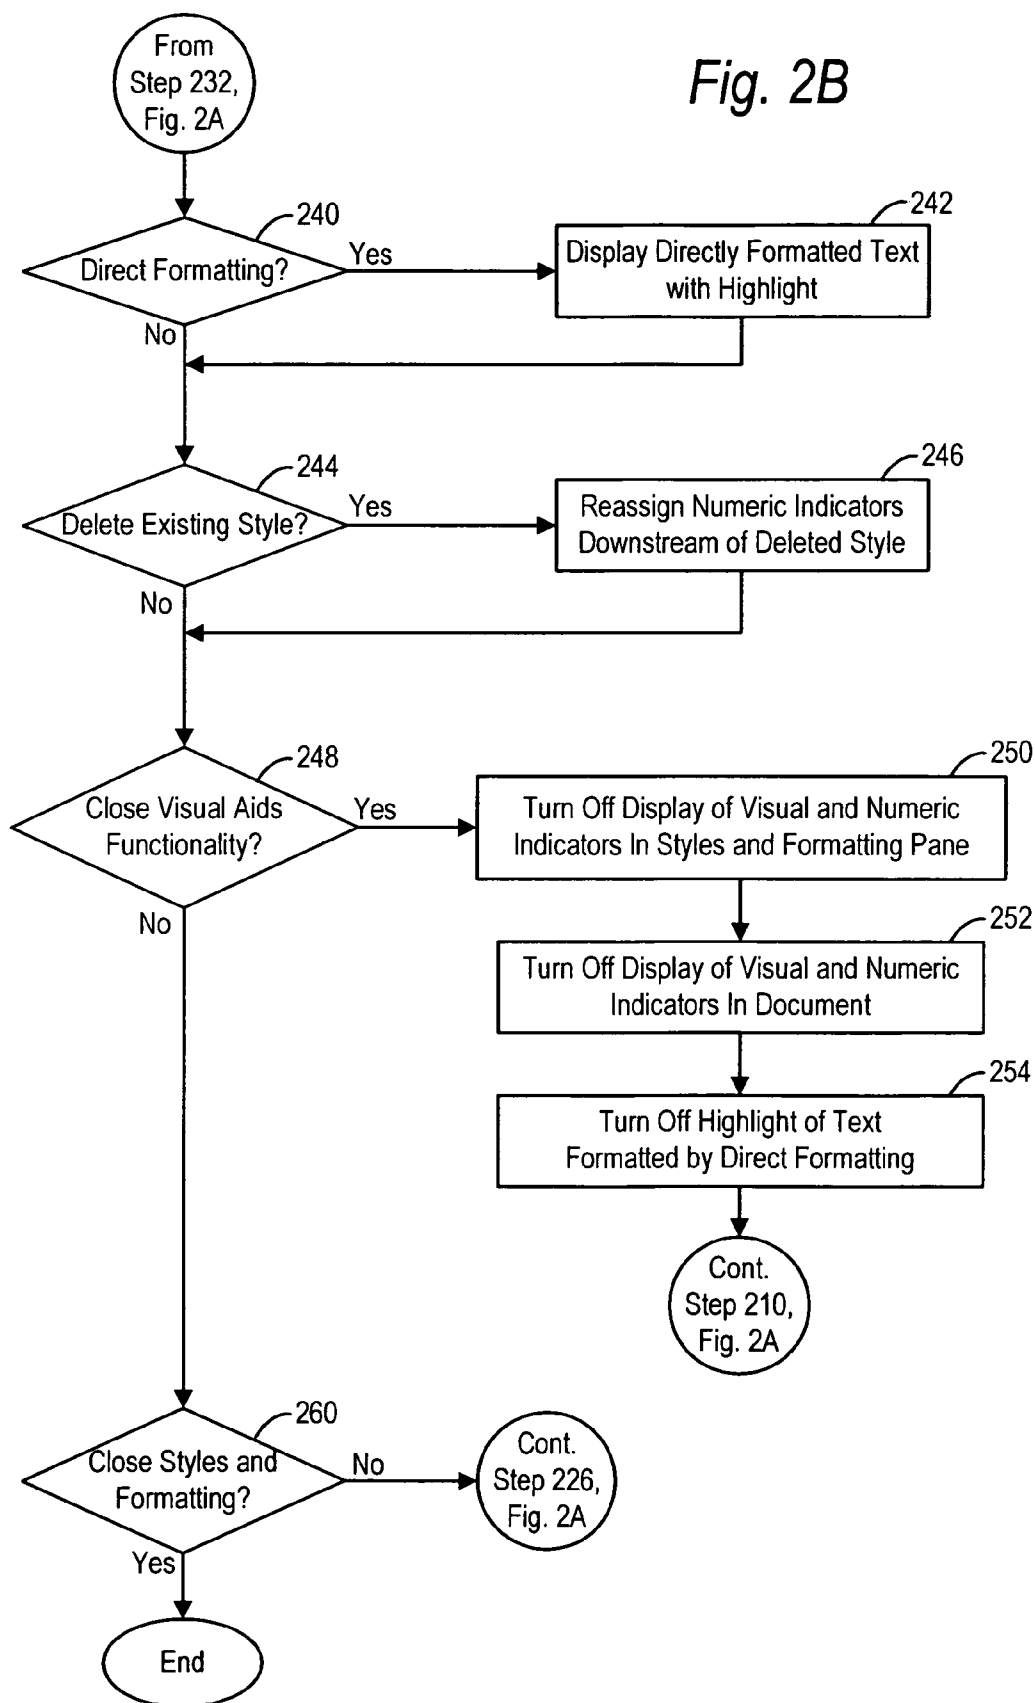 From
Step 232,
Fig. 2A
Fig. 2B
240
Direct Formatting?
Yes
No
242
Display Directly Formatted Text
with Highlight
244
Delete Existing Style?
Yes
No
246
Reassign Numeric Indicators
Downstream of Deleted Style
248
Close Visual Aids
Functionality?
Yes
No
250
Turn Off Display of Visual and Numeric
Indicators In Styles and Formatting Pane
252
Turn Off Display of Visual and Numeric
Indicators In Document
254
Turn Off Highlight of Text
Formatted by Direct Formatting
Cont.
Step 210,
Fig. 2A
260
Close Styles and
Formatting?
No
Yes
Cont.
Step 226,
Fig. 2A
End